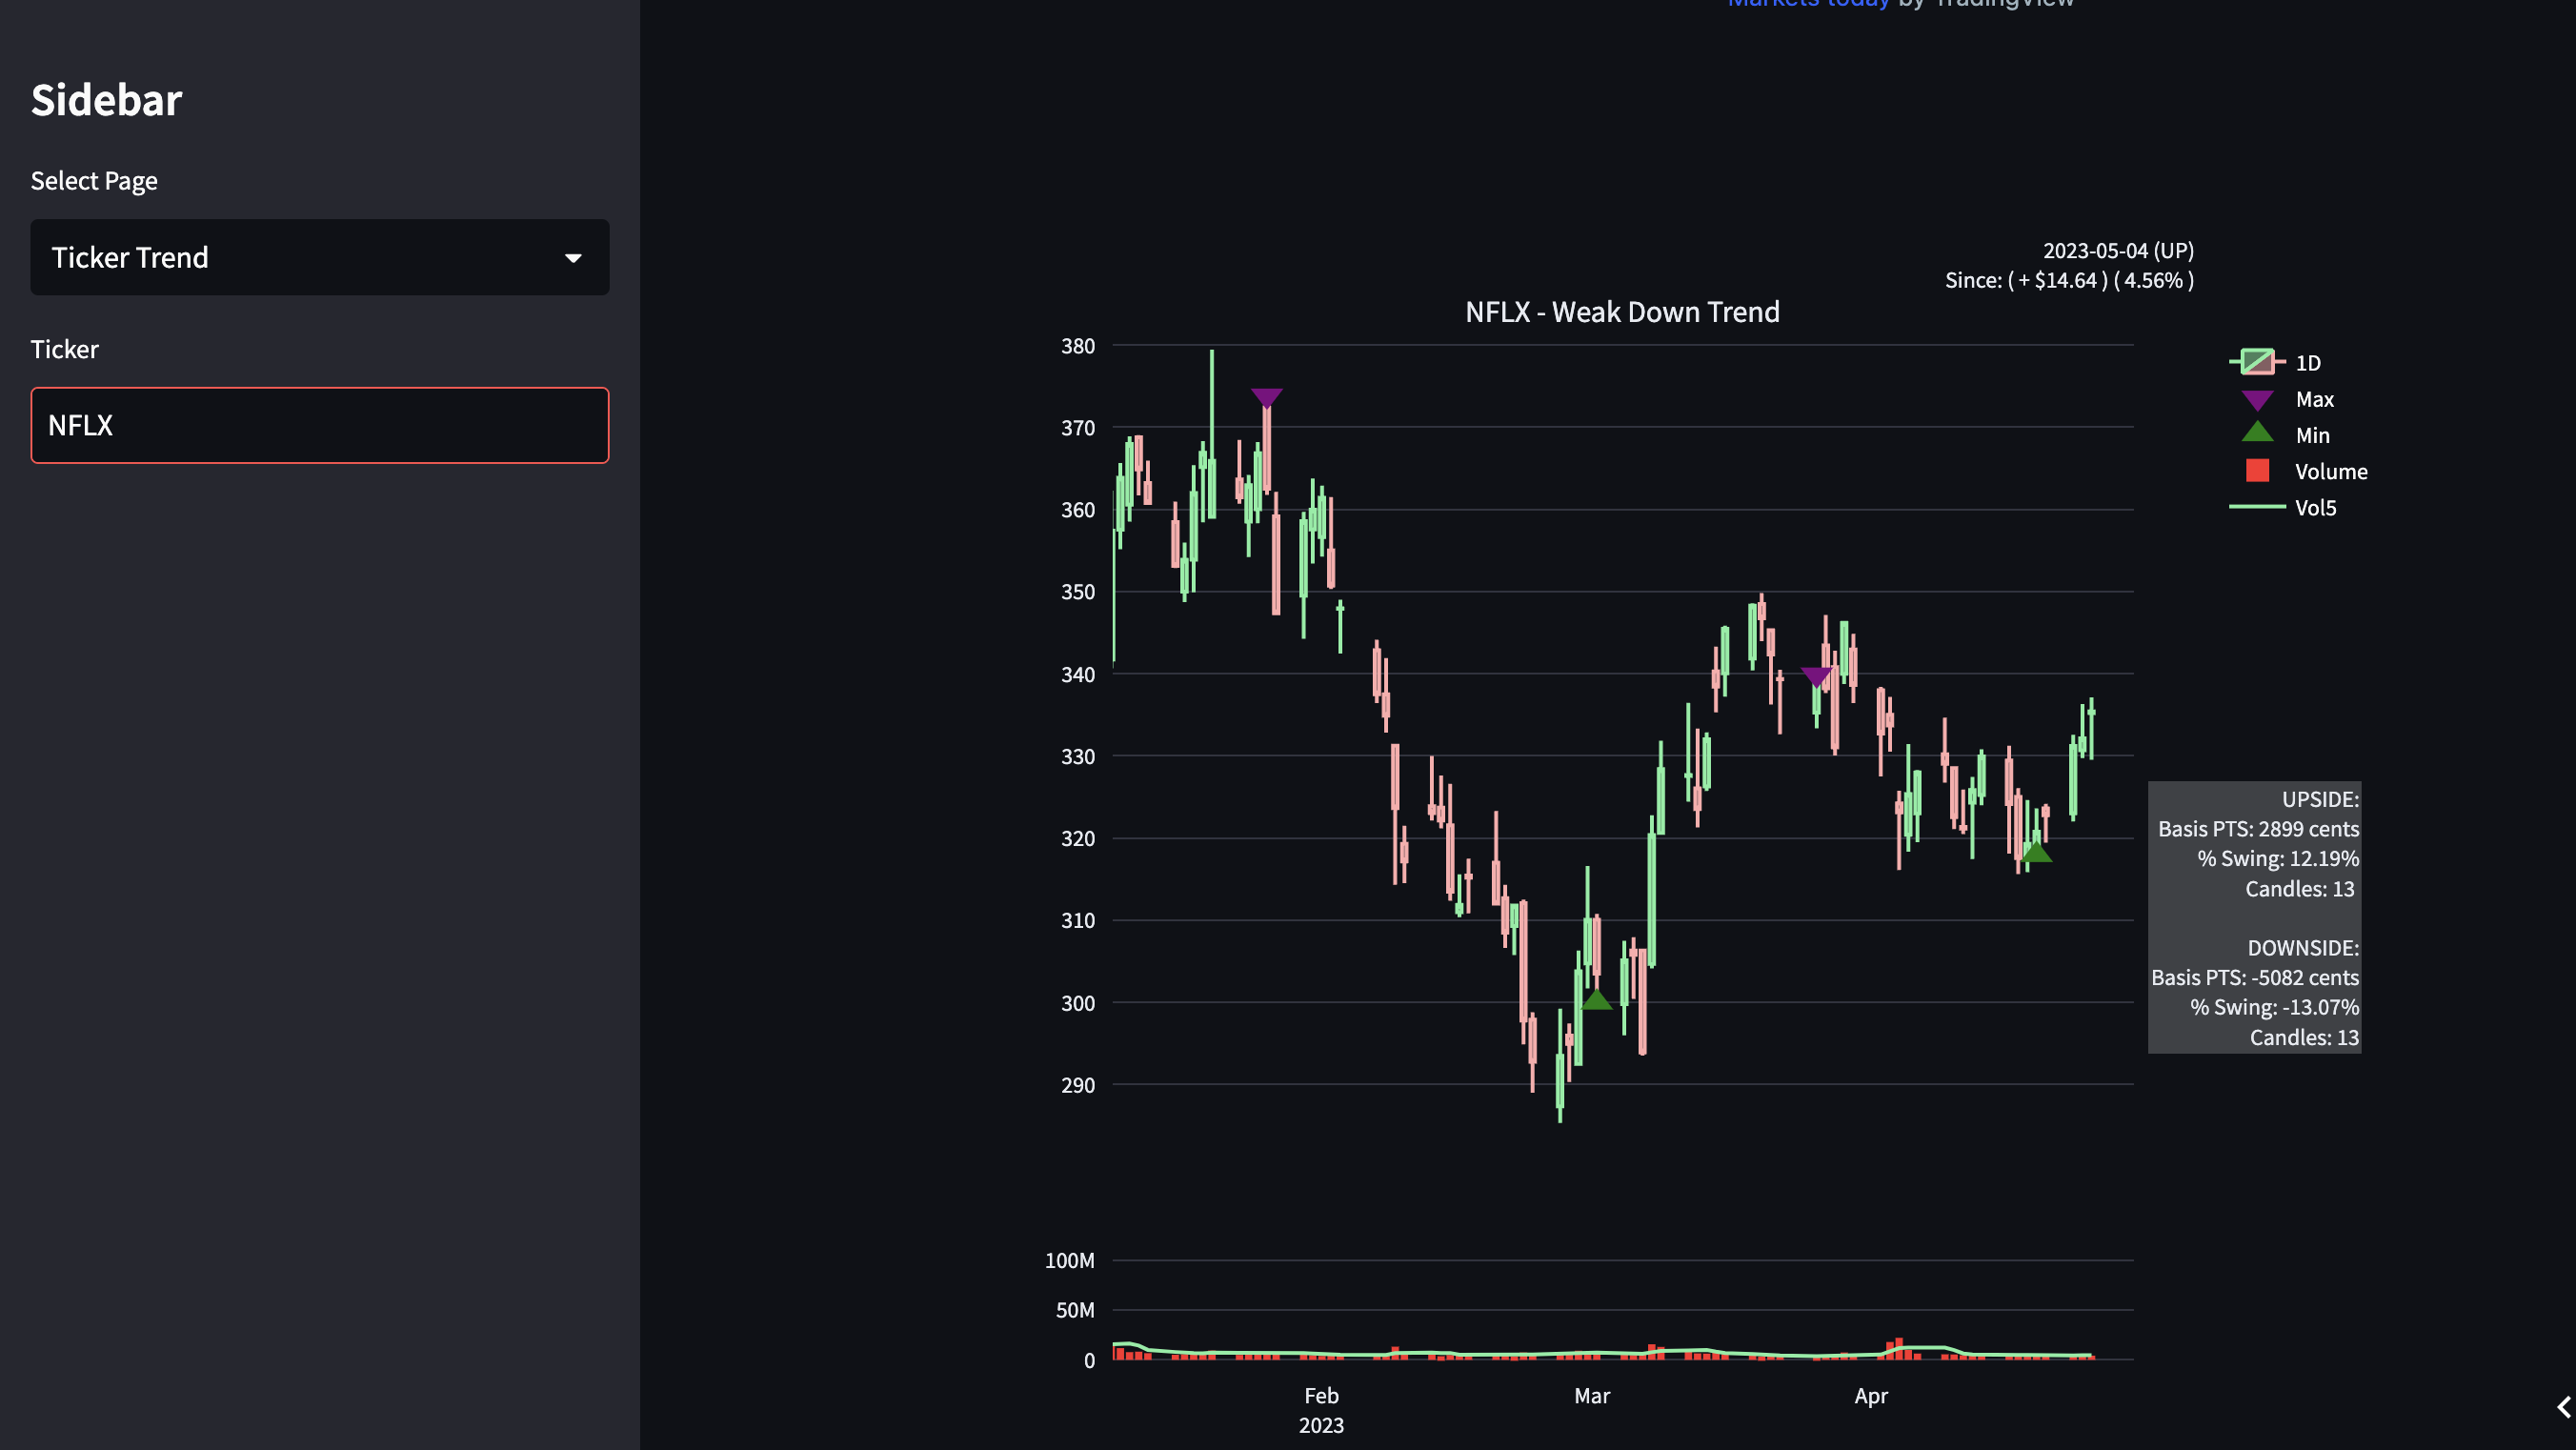 Markets today by TradingView
Sidebar
Select Page
Ticker Trend
Ticker
NFLX
2023-05-04 (UP)
Since: ( + $14.64 ) ( 4.56% )
NFLX - Weak Down Trend
380
370
360
350
340
330
320
310
300
290
1D
Max
Min
Volume
Vol5
UPSIDE:
Basis PTS: 2899 cents
% Swing: 12.19%
Candles: 13
DOWNSIDE:
Basis PTS: -5082 cents
% Swing: -13.07%
Candles: 13
100M
50M
0
Feb
2023
Mar
Apr